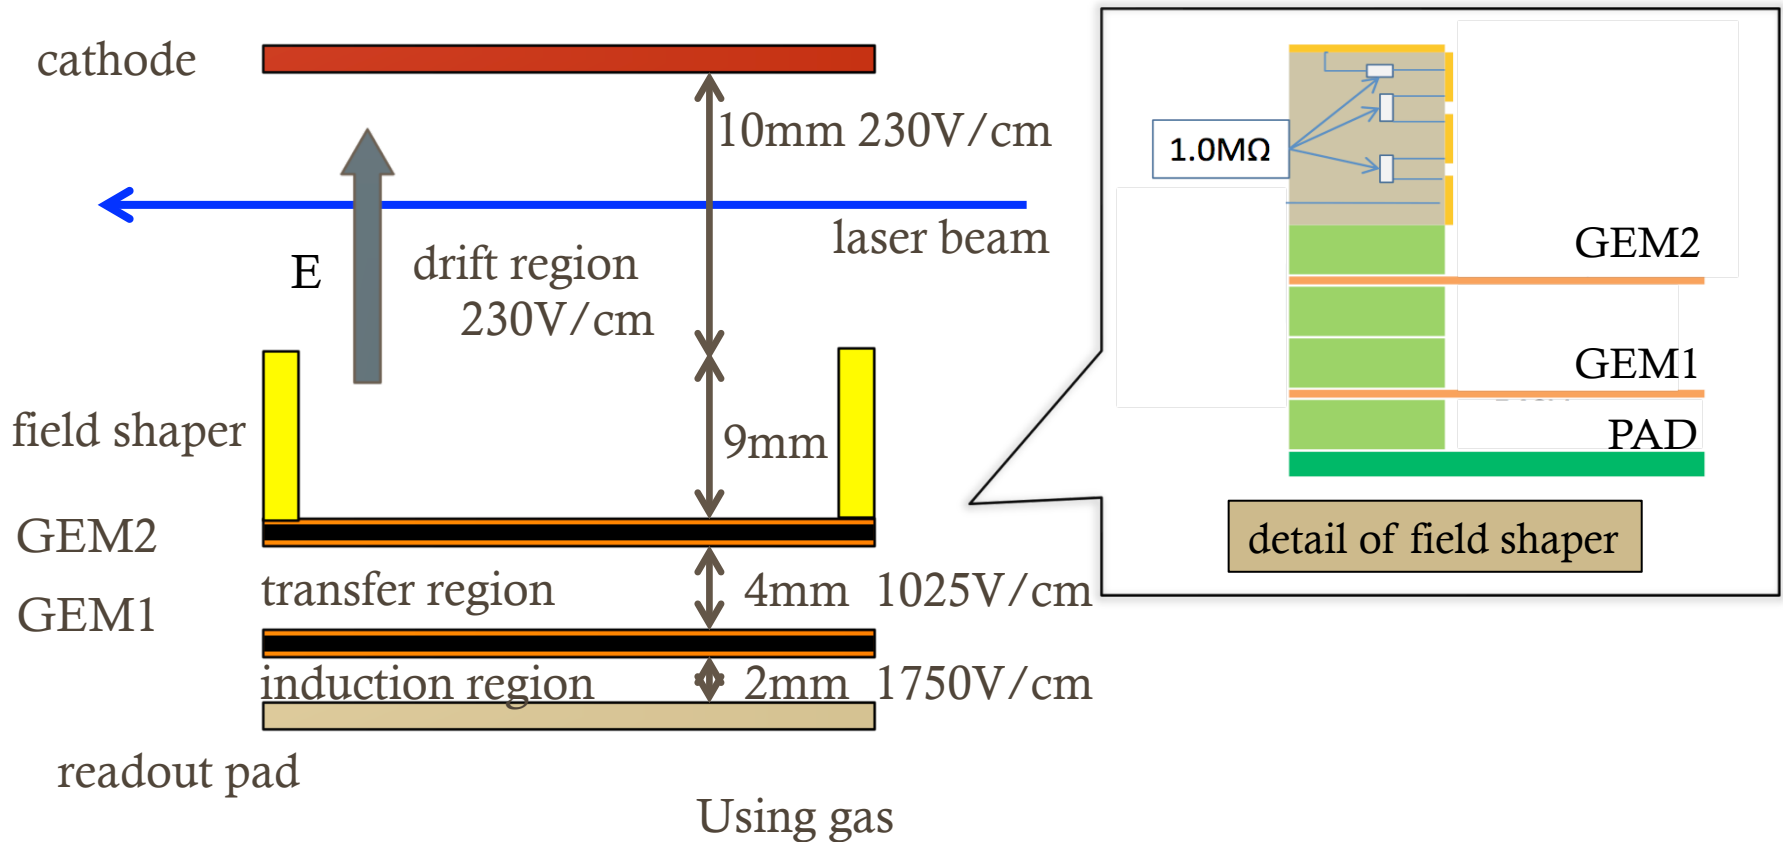 cathode
10mm 230V/cm
laser beam
E
drift region
230V/cm
field shaper
9mm
GEM2
transfer region
4mm 1025V/cm
GEM1
induction region
2mm 1750V/cm
readout pad
Using gas
1.0MΩ
GEM2
GEM1
PAD
detail of field shaper